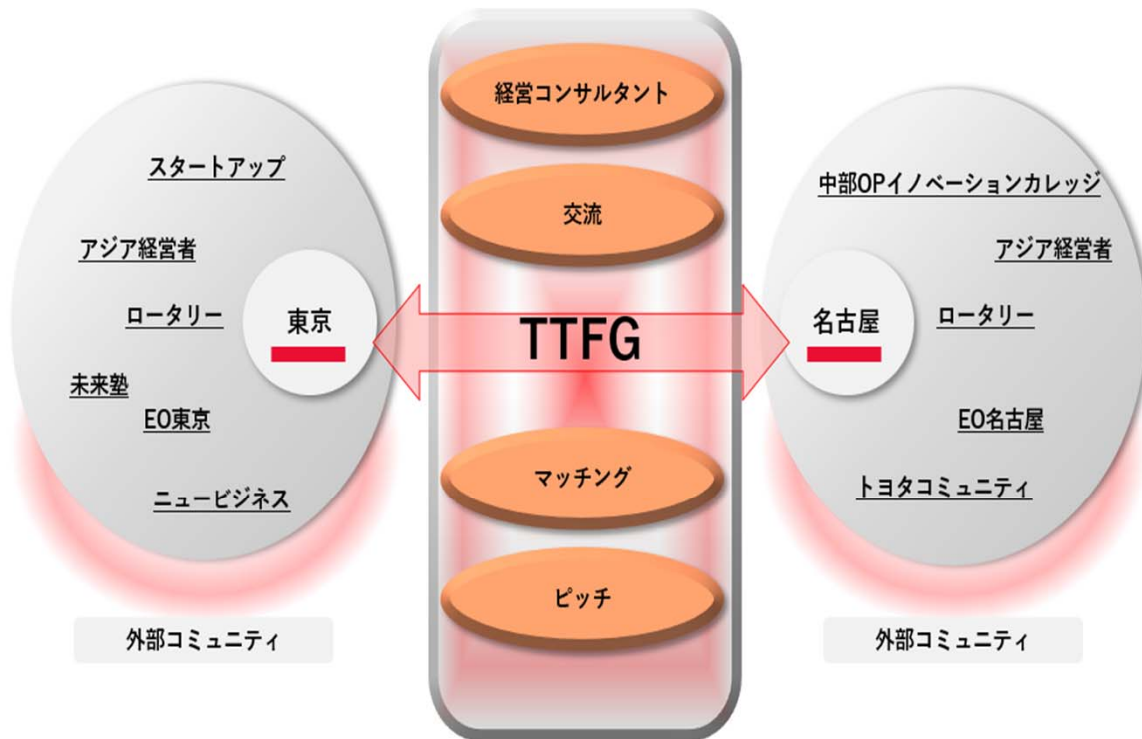 スタートアップ
アジア経営者
ロータリー
東京
未来塾
EO東京
ニュービジネス
外部コミュニティ
経営コンサルタント
交流
TTFG
マッチング
ピッチ
中部OPイノベーションカレッジ
アジア経営者
ロータリー
名古屋
EO名古屋
トヨタコミュニティ
外部コミュニティ